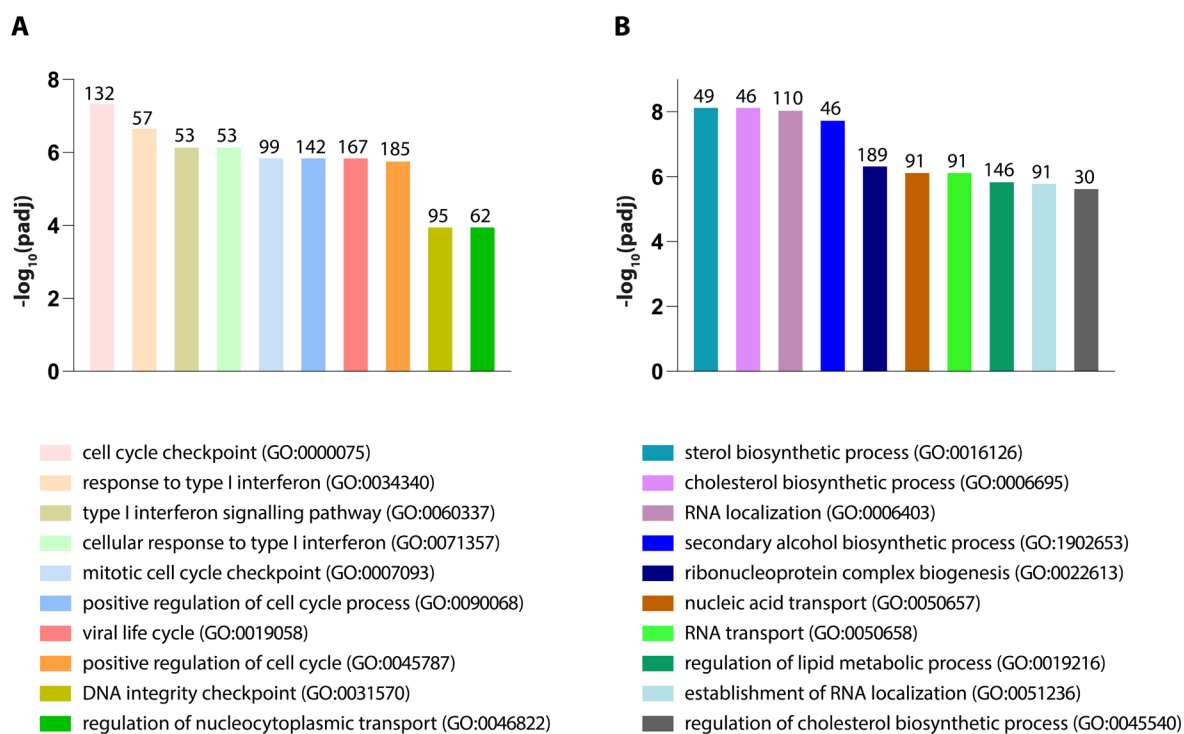 A
8
6
4
2
0
-log10(padj)
132
57
53
53
99
142
167
185
95
62
cell cycle checkpoint (GO:0000075)
response to type I interferon (GO:0034340)
type I interferon signalling pathway (GO:0060337)
cellular response to type I interferon (GO:0071357)
mitotic cell cycle checkpoint (GO:0007093)
positive regulation of cell cycle process (GO:0090068)
viral life cycle (GO:0019058)
positive regulation of cell cycle (GO:0045787)
DNA integrity checkpoint (GO:0031570)
regulation of nucleocytoplasmic transport (GO:0046822)
B
8
6
4
2
0
-log10(padj)
49
46
110
46
189
91
91
146
91
30
sterol biosynthetic process (GO:0016126)
cholesterol biosynthetic process (GO:0006695)
RNA localization (GO:0006403)
secondary alcohol biosynthetic process (GO:1902653)
ribonucleoprotein complex biogenesis (GO:0022613)
nucleic acid transport (GO:0050657)
RNA transport (GO:0050658)
regulation of lipid metabolic process (GO:0019216)
establishment of RNA localization (GO:0051236)
regulation of cholesterol biosynthetic process (GO:0045540)